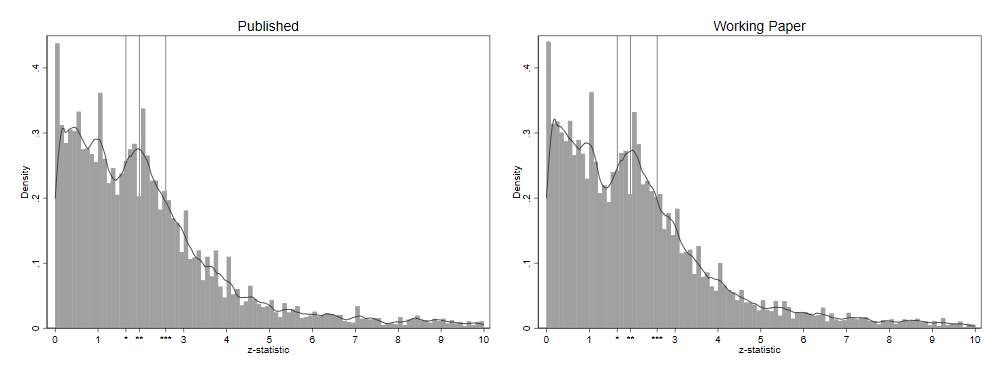 Published
Density
0 .1 .2 .3 .4
0 1 * ** *** 3 4 5 6 7 8 9 10
z-statistic
Working Paper
Density
0 .1 .2 .3 .4
0 1 * ** *** 3 4 5 6 7 8 9 10
z-statistic